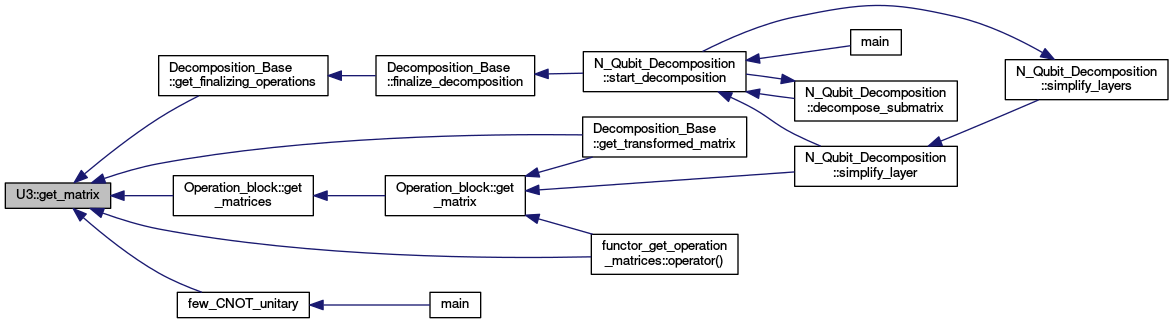 U3::get_matrix
Decomposition_Base
::get_finalizing_operations
Decomposition_Base
::finalize_decomposition
N_Qubit_Decomposition
::start_decomposition
main
N_Qubit_Decomposition
::decompose_submatrix
N_Qubit_Decomposition
::simplify_layers
Decomposition_Base
::get_transformed_matrix
N_Qubit_Decomposition
::simplify_layer
Operation_block::get
_matrices
Operation_block::get
_matrix
functor_get_operation
_matrices::operator()
few_CNOT_unitary
main